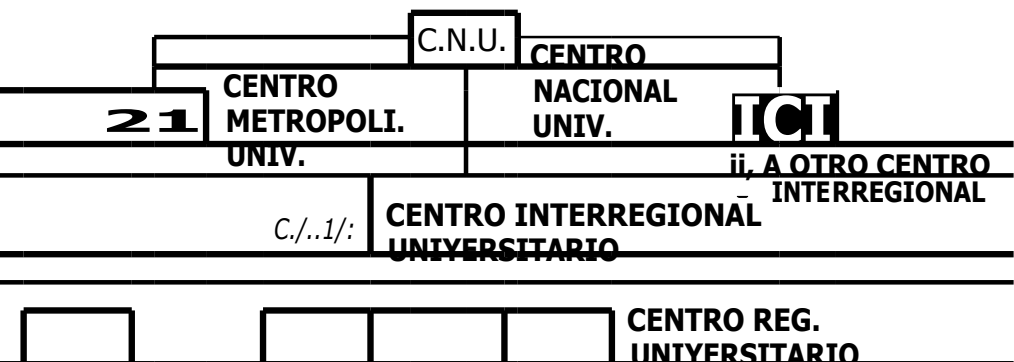 C.N.U.
CENTRO
NACIONAL
UNIV.
CENTRO
METROPOLI.
UNIV.
21
ICI
ii, A OTRO CENTRO
INTERREGIONAL
C./..1/:
CENTRO INTERREGIONAL
UNIYERSITARIO
CENTRO REG.
UNIYERSITARIO